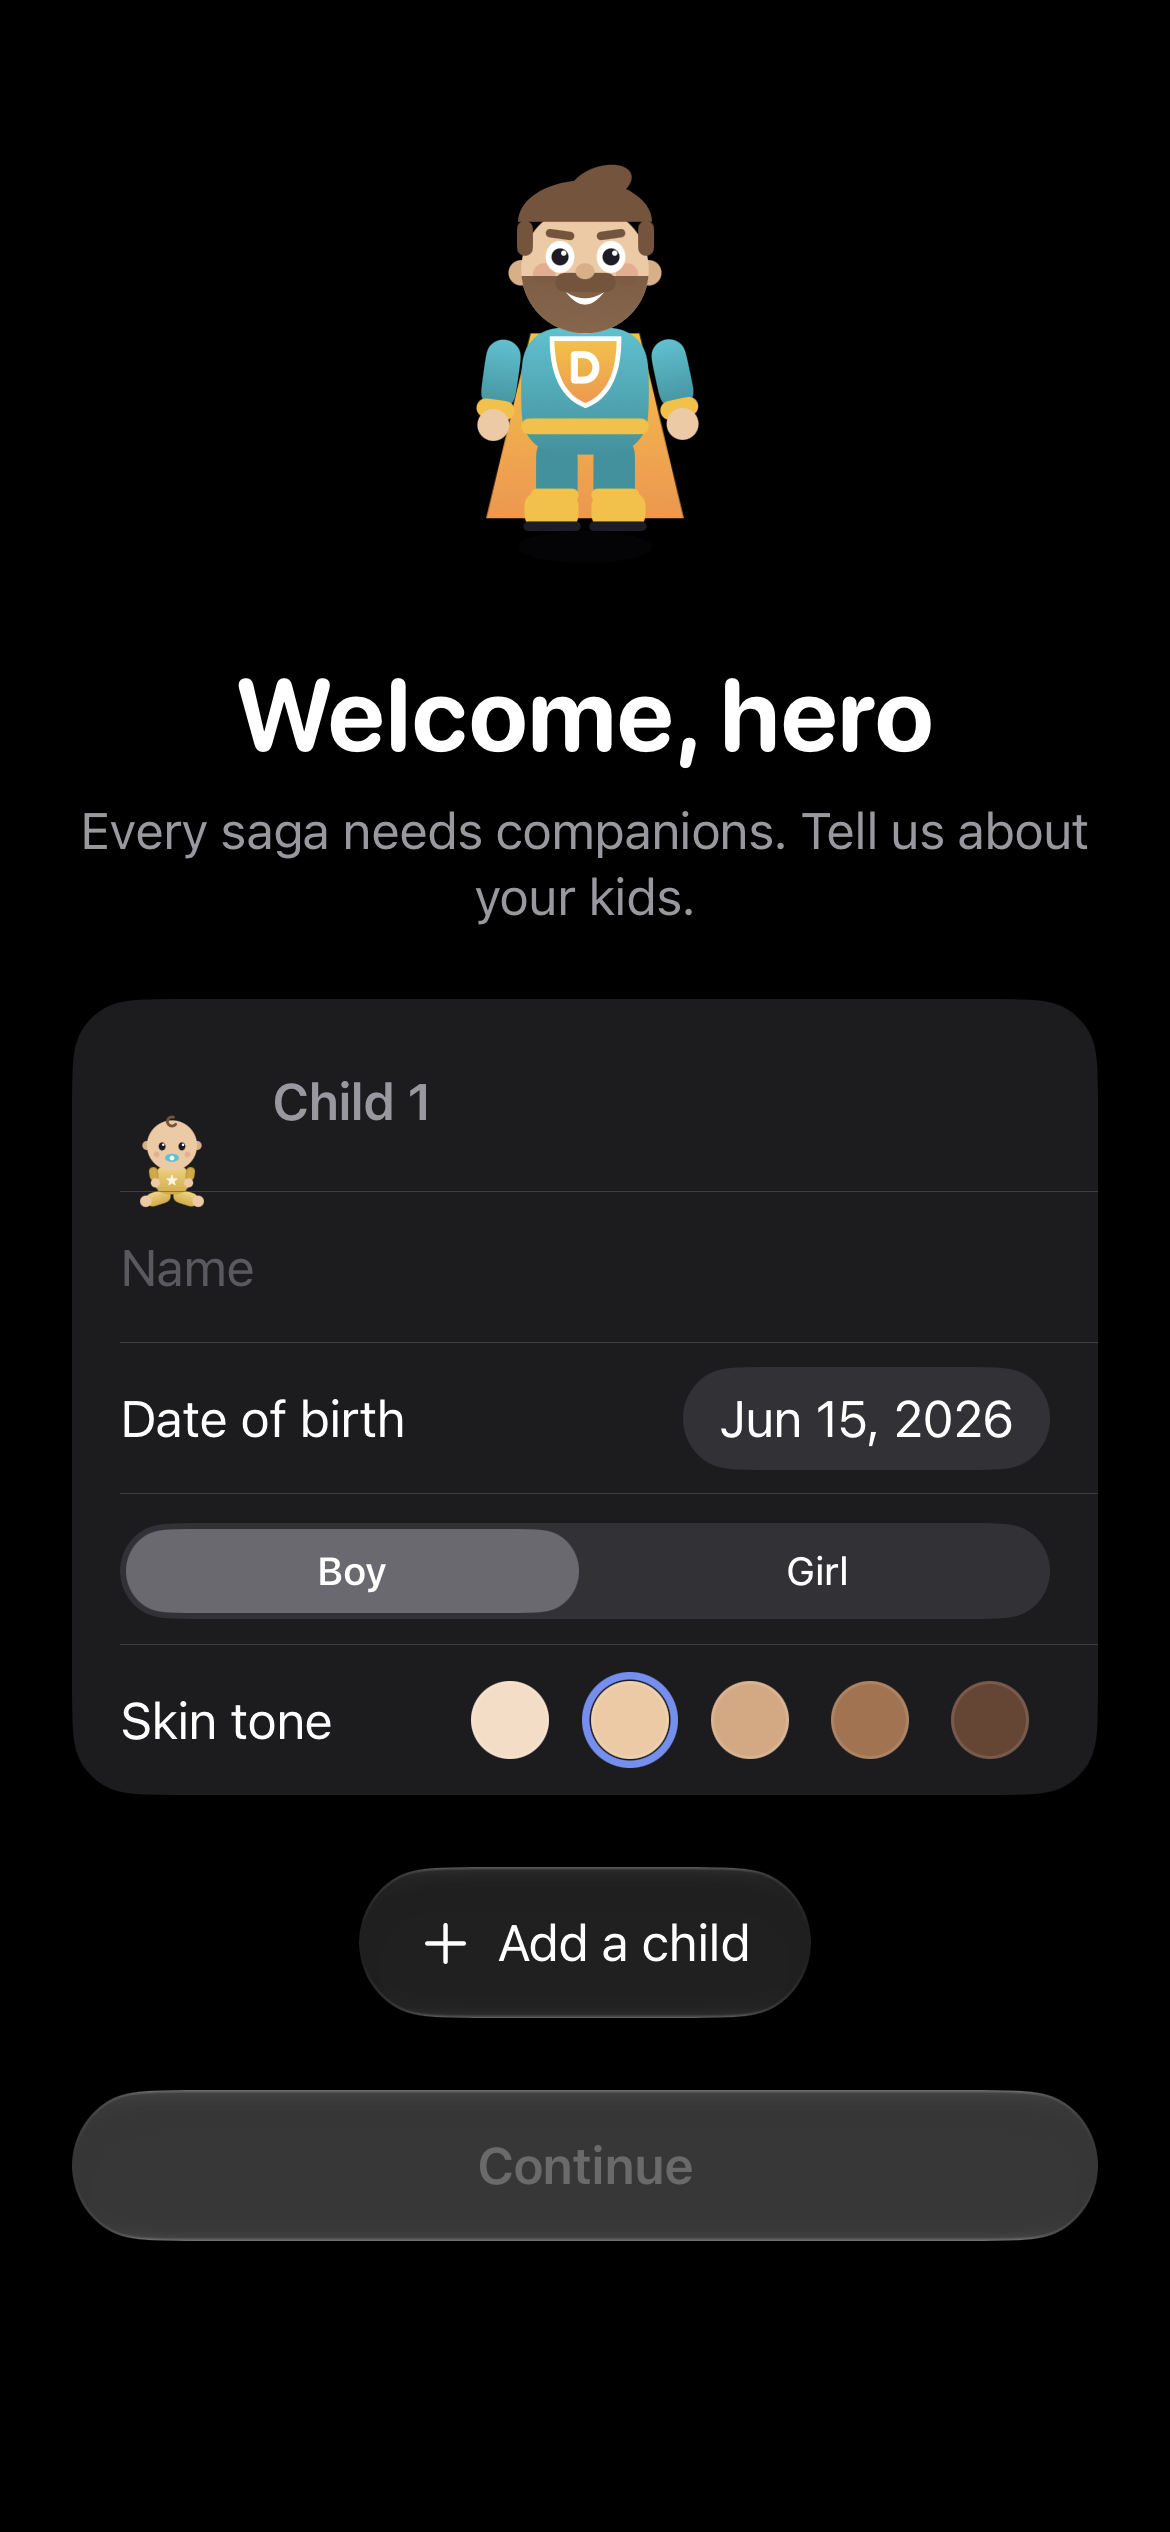 D
Welcome, hero
Every saga needs companions. Tell us about
your kids.
Child 1
Name
Date of birth Jun 15, 2026
Boy Girl
Skin tone
+ Add a child
Continue